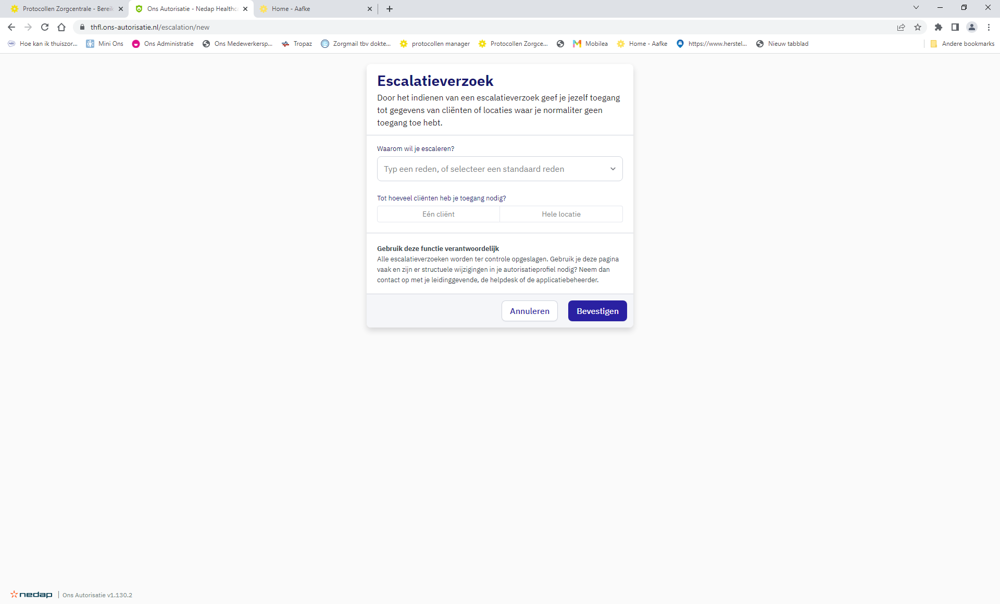 Protocollen Zorgcentrale - Bereik
Ons Autorisatie - Nedap Healthca
Home - Aafke
thfl.ons-autorisatie.nl/escalation/new
Hoe kan ik thuiszor...
Mini Ons
Ons Administratie
Ons Medewerkersp...
Tropaz
Zorgmail tbv dokte...
protocollen manager
Protocollen Zorgce...
Mobilea
Home - Aafke
https://www.herstel...
Nieuw tabblad
Andere bookmarks
Escalatieverzoek
Door het indienen van een escalatieverzoek geef je jezelf toegang
tot gegevens van cliënten of locaties waar je normaliter geen
toegang toe hebt.
Waarom wil je escaleren?
Typ een reden, of selecteer een standaard reden
Tot hoeveel cliënten heb je toegang nodig?
Eén cliënt
Hele locatie
Gebruik deze functie verantwoordelijk
Alle escalatieverzoeken worden ter controle opgeslagen. Gebruik je deze pagina
vaak en zijn er structuele wijzigingen in je autorisatieprofiel nodig? Neem dan
contact op met je leidinggevende, de helpdesk of de applicatiebeheerder.
Annuleren
Bevestigen
nedap
Ons Autorisatie v1.130.2